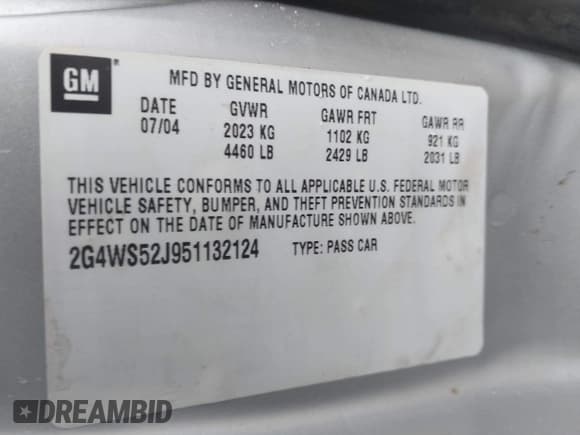 GM
MFD BY GENERAL MOTORS OF CANADA LTD.
DATE GVWR GAWR FRT GAWR RR
07/04 2023 KG 1102 KG 921 KG
4460 LB 2429 LB 2031 LB
THIS VEHICLE CONFORMS TO ALL APPLICABLE U.S. FEDERAL MOTOR
VEHICLE SAFETY, BUMPER, AND THEFT PREVENTION STANDARDS IN
EFFECT ON THE DATE OF MANUFACTURE SHOWN ABOVE.
2G4WS52J951132124 TYPE: PASS CAR
DREAMBID